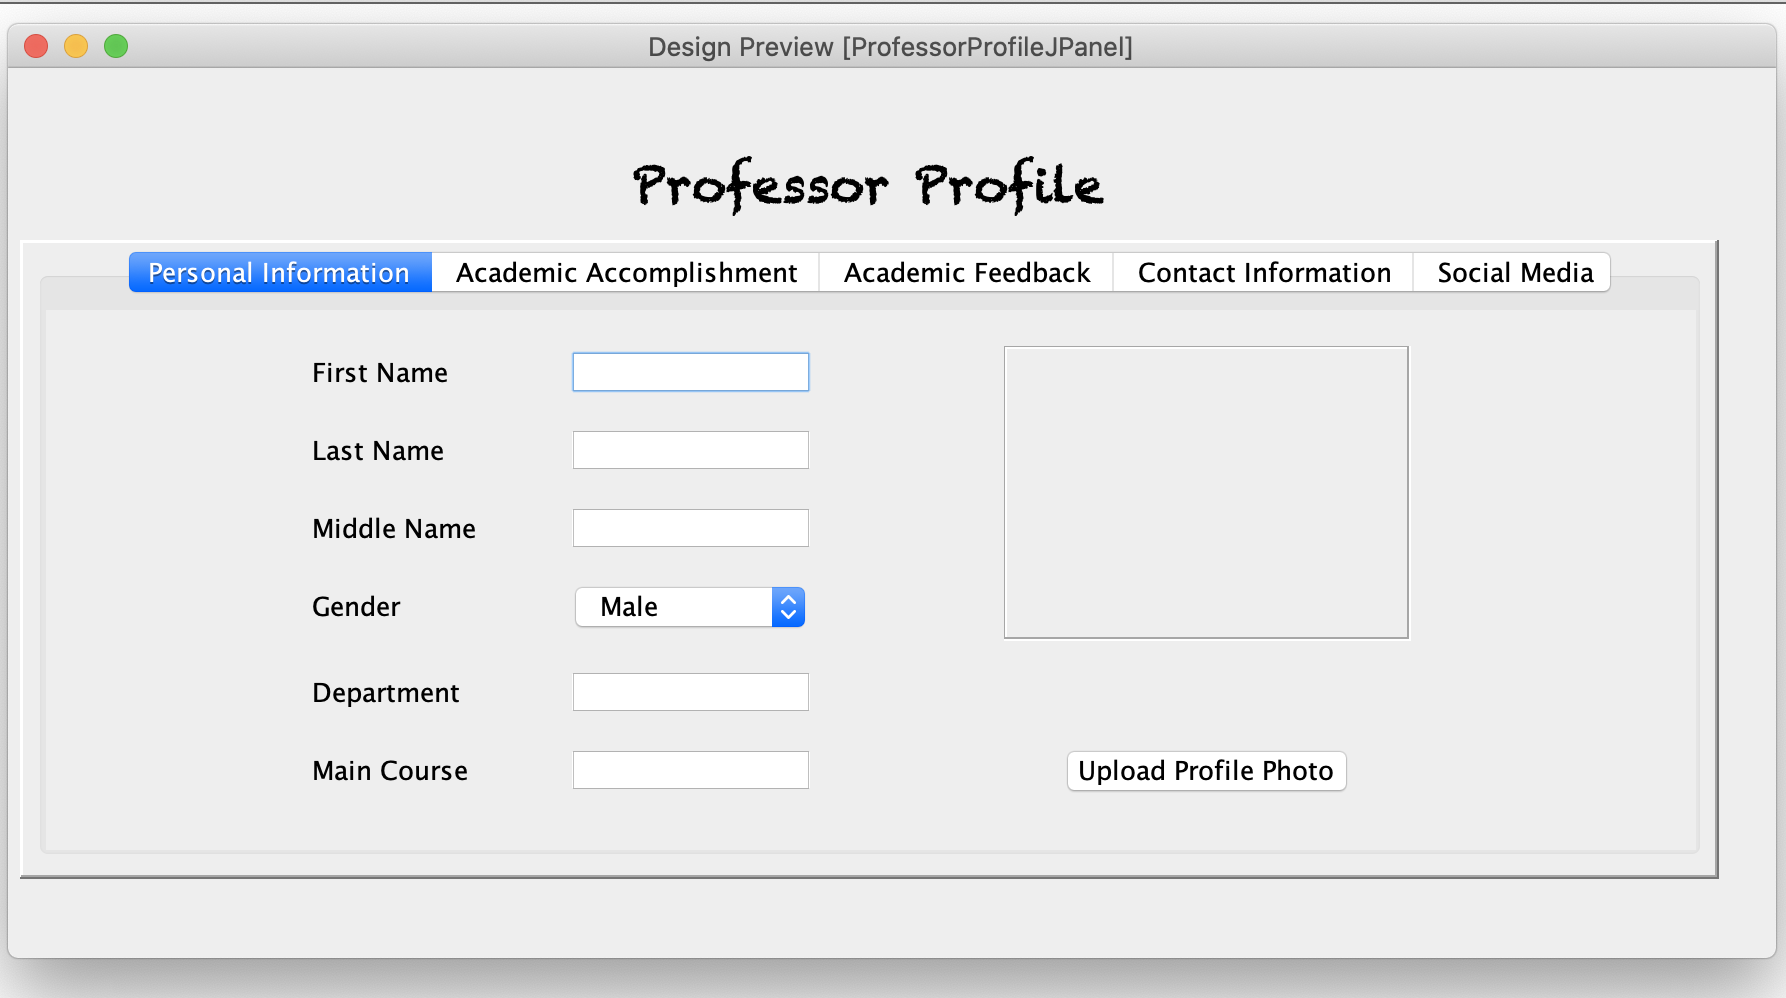 Design Preview [ProfessorProfileJPanel]
Professor Profile
Personal Information Academic Accomplishment Academic Feedback Contact Information Social Media
First Name
Last Name
Middle Name
Gender Male
Department
Main Course
Upload Profile Photo